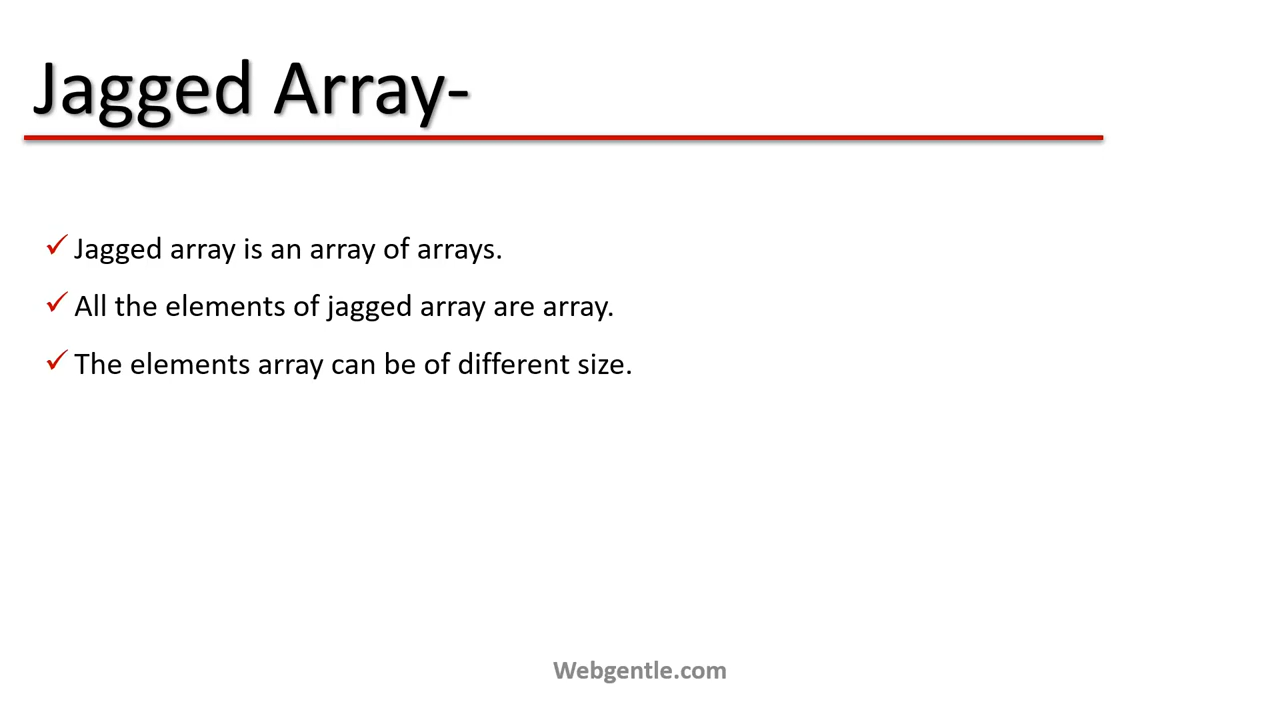 Jagged Array-
✓ Jagged array is an array of arrays.
✓ All the elements of jagged array are array.
✓ The elements array can be of different size.
Webgentle.com